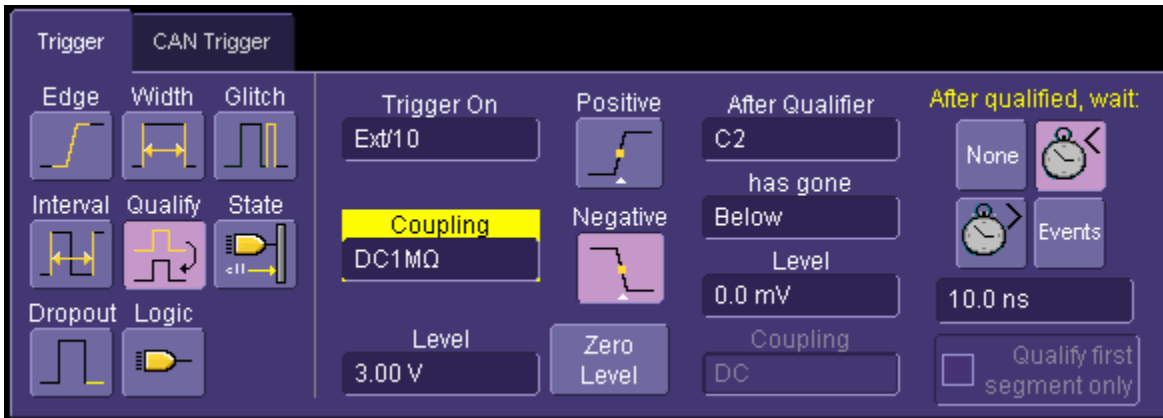 Trigger
CAN Trigger
Edge
Width
Glitch
Interval
Qualify
State
Dropout
Logic
Trigger On
Ext/10
Coupling
DC1MΩ
Level
3.00 V
Positive
Negative
Zero
Level
After Qualifier
C2
has gone
Below
Level
0.0 mV
Coupling
DC
After qualified, wait:
None
<
>
Events
10.0 ns
Qualify first
segment only